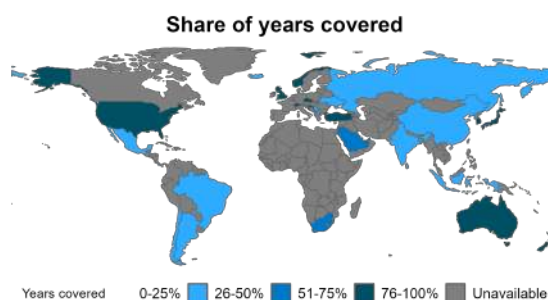 Share of years covered
Years covered 0-25% 26-50% 51-75% 76-100% Unavailable